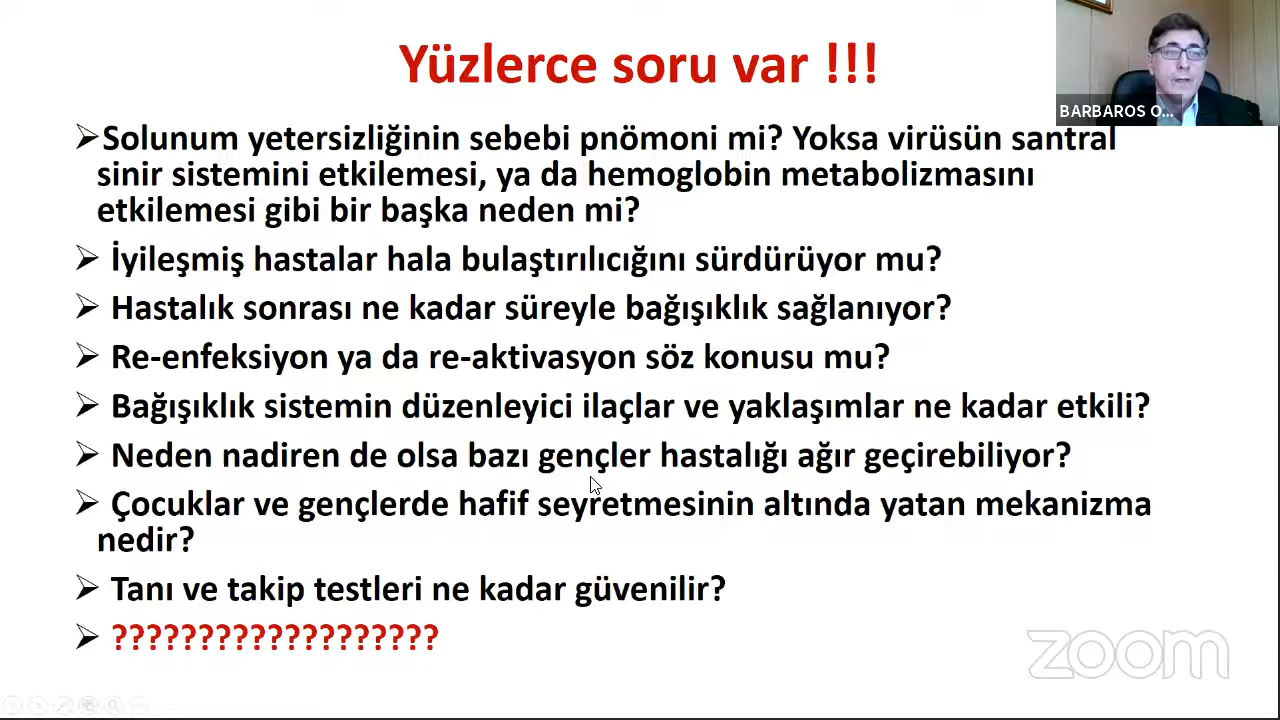 Yüzlerce soru var !!!
BARBAROS O...
➢Solunum yetersizliğinin sebebi pnömoni mi? Yoksa virüsün santral
sinir sistemini etkilemesi, ya da hemoglobin metabolizmasını
etkilemesi gibi bir başka neden mi?
➢ İyileşmiş hastalar hala bulaştırılıcığını sürdürüyor mu?
➢ Hastalık sonrası ne kadar süreyle bağışıklık sağlanıyor?
➢ Re-enfeksiyon ya da re-aktivasyon söz konusu mu?
➢ Bağışıklık sistemin düzenleyici ilaçlar ve yaklaşımlar ne kadar etkili?
➢ Neden nadiren de olsa bazı gençler hastalığı ağır geçirebiliyor?
➢ Çocuklar ve gençlerde hafif seyretmesinin altında yatan mekanizma
nedir?
➢ Tanı ve takip testleri ne kadar güvenilir?
➢ ???????????????????
zoom